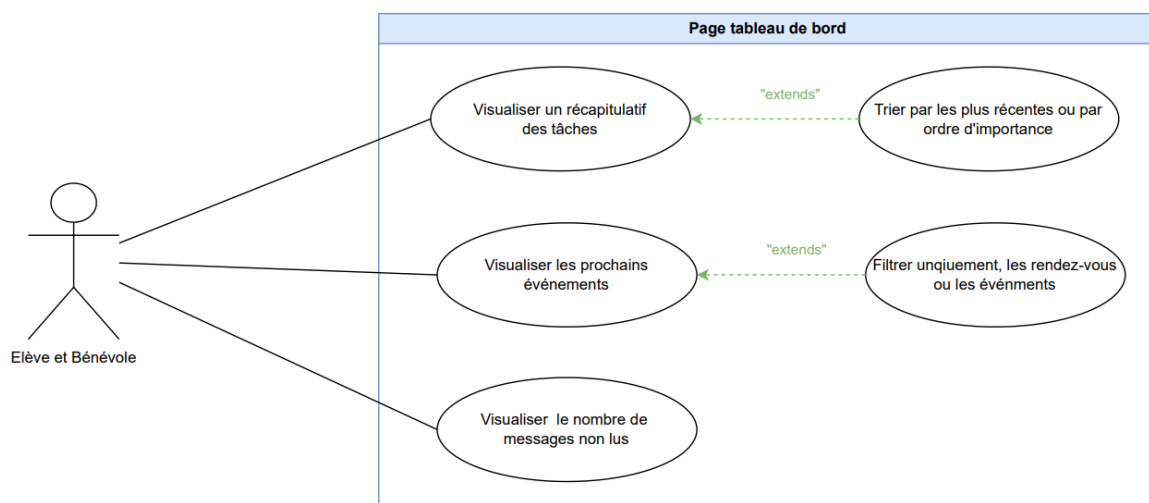 Page tableau de bord
Visualiser un récapitulatif
des tâches
"extends"
Trier par les plus récentes ou par
ordre d'importance
Visualiser les prochains
événements
"extends"
Filtrer unqiuement, les rendez-vous
ou les événments
Elève et Bénévole
Visualiser le nombre de
messages non lus